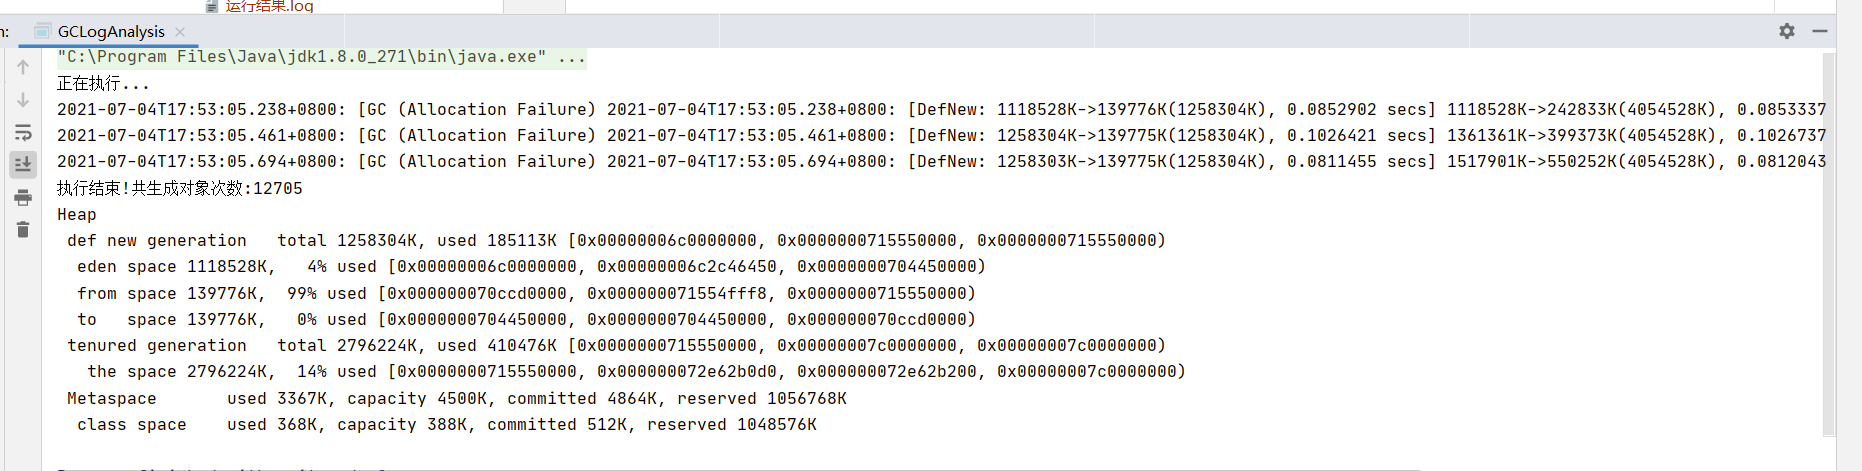 运行结果.log
n:
GCLogAnalysis
"C:\Program Files\Java\jdk1.8.0_271\bin\java.exe" ...
正在执行...
2021-07-04T17:53:05.238+0800: [GC (Allocation Failure) 2021-07-04T17:53:05.238+0800: [DefNew: 1118528K->139776K(1258304K), 0.0852902 secs] 1118528K->242833K(4054528K), 0.0853337
2021-07-04T17:53:05.461+0800: [GC (Allocation Failure) 2021-07-04T17:53:05.461+0800: [DefNew: 1258304K->139775K(1258304K), 0.1026421 secs] 1361361K->399373K(4054528K), 0.1026737
2021-07-04T17:53:05.694+0800: [GC (Allocation Failure) 2021-07-04T17:53:05.694+0800: [DefNew: 1258303K->139775K(1258304K), 0.0811455 secs] 1517901K->550252K(4054528K), 0.0812043
执行结束!共生成对象次数:12705
Heap
def new generation   total 1258304K, used 185113K [0x00000006c0000000, 0x0000000715550000, 0x0000000715550000)
eden space 1118528K,   4% used [0x00000006c0000000, 0x00000006c2c46450, 0x0000000704450000)
from space 139776K,  99% used [0x000000070ccd0000, 0x000000071554fff8, 0x0000000715550000)
to   space 139776K,   0% used [0x0000000704450000, 0x0000000704450000, 0x000000070ccd0000)
tenured generation   total 2796224K, used 410476K [0x0000000715550000, 0x00000007c0000000, 0x00000007c0000000)
the space 2796224K,  14% used [0x0000000715550000, 0x000000072e62b0d0, 0x000000072e62b200, 0x00000007c0000000)
Metaspace       used 3367K, capacity 4500K, committed 4864K, reserved 1056768K
class space    used 368K, capacity 388K, committed 512K, reserved 1048576K